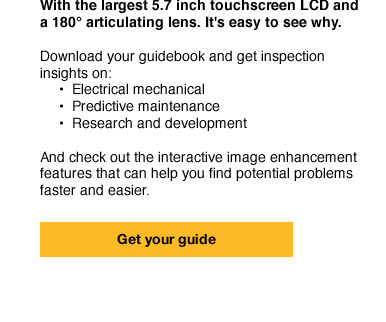 With the largest 5.7 inch touchscreen LCD and
a 180° articulating lens. It's easy to see why.
Download your guidebook and get inspection
insights on:
• Electrical mechanical
• Predictive maintenance
• Research and development
And check out the interactive image enhancement
features that can help you find potential problems
faster and easier.
Get your guide